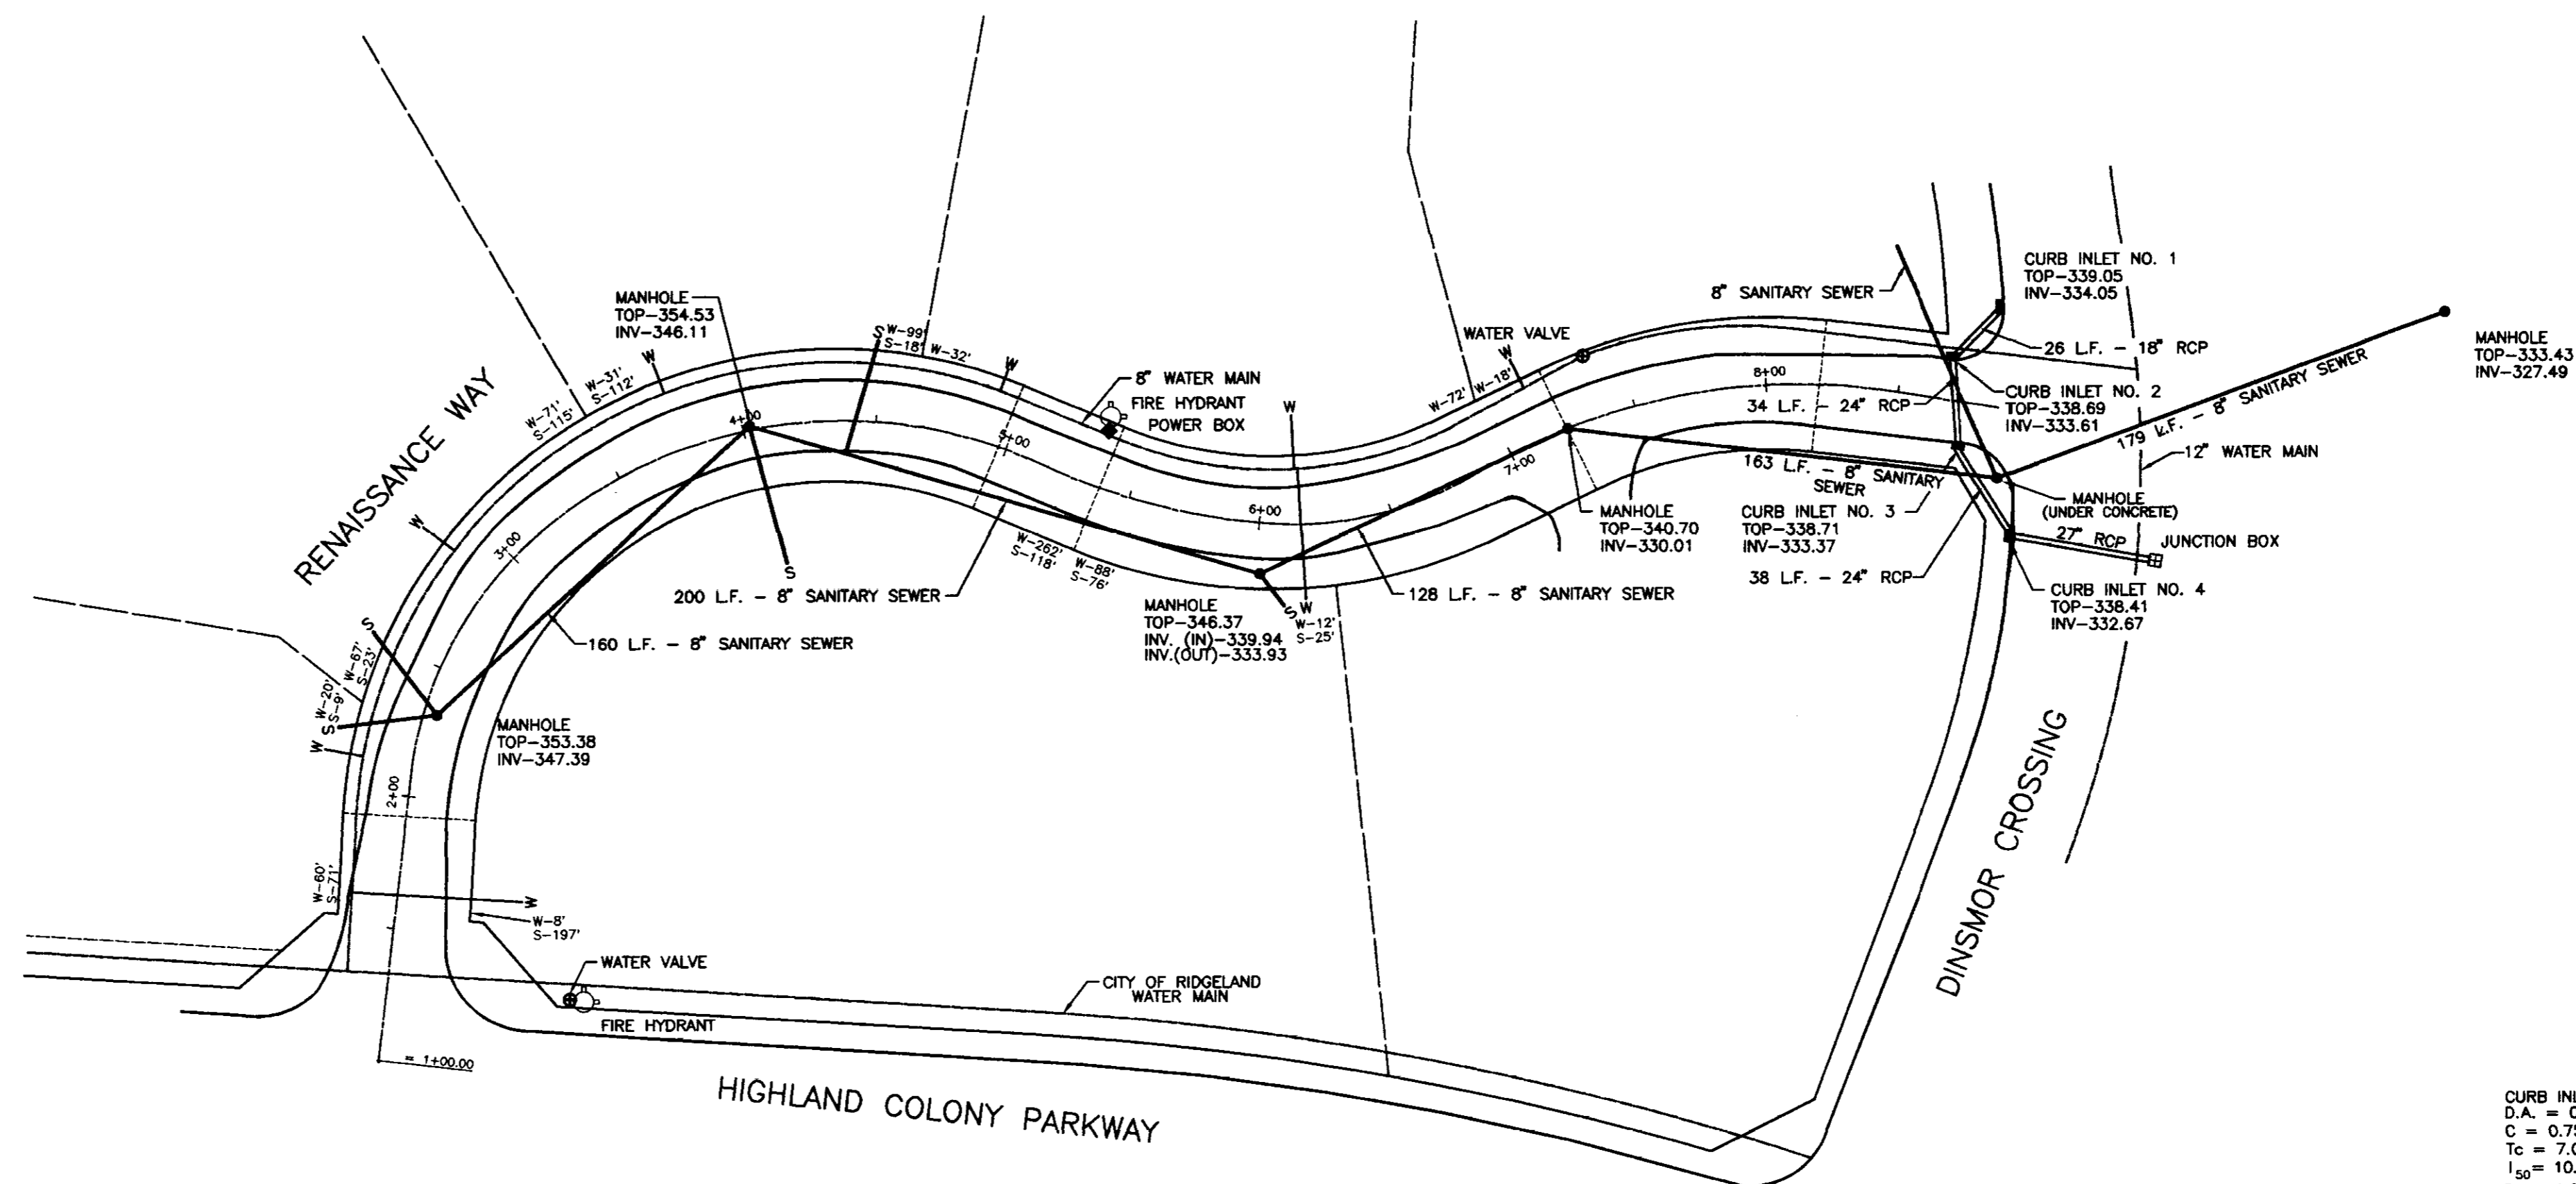 RENAISSANCE WAY
MANHOLE
TOP-354.53
INV-346.11
W-71'
S-115'
W-31'
S-112'
W
S
W-99'
S-18'
W-32'
W
8" WATER MAIN
FIRE HYDRANT
POWER BOX
W
W-72'
W-18'
W
WATER VALVE
8" SANITARY SEWER
CURB INLET NO. 1
TOP-339.05
INV-334.05
26 L.F. - 18" RCP
MANHOLE
TOP-333.43
INV-327.49
CURB INLET NO. 2
TOP-338.69
INV-333.61
34 L.F. - 24" RCP
179 L.F. - 8" SANITARY SEWER
12" WATER MAIN
163 L.F. - 8" SANITARY
SEWER
MANHOLE
(UNDER CONCRETE)
MANHOLE
TOP-340.70
INV-330.01
CURB INLET NO. 3
TOP-338.71
INV-333.37
27" RCP
JUNCTION BOX
38 L.F. - 24" RCP
CURB INLET NO. 4
TOP-338.41
INV-332.67
W
3+00
4+00
5+00
6+00
7+00
8+00
S
W-262'
S-118'
W-88'
S-76'
200 L.F. - 8" SANITARY SEWER
128 L.F. - 8" SANITARY SEWER
MANHOLE
TOP-346.37
INV. (IN)-339.94
INV.(OUT)-333.93
S
W
W-12'
S-25'
160 L.F. - 8" SANITARY SEWER
S
W-67'
S-23'
W-20'
S-9'
S
W
MANHOLE
TOP-353.38
INV-347.39
2+00
W-60'
S-71'
W
W-8'
S-197'
WATER VALVE
FIRE HYDRANT
CITY OF RIDGELAND
WATER MAIN
= 1+00.00
HIGHLAND COLONY PARKWAY
DINSMOR CROSSING
CURB
D.A. =
C =
Tc =
I50=